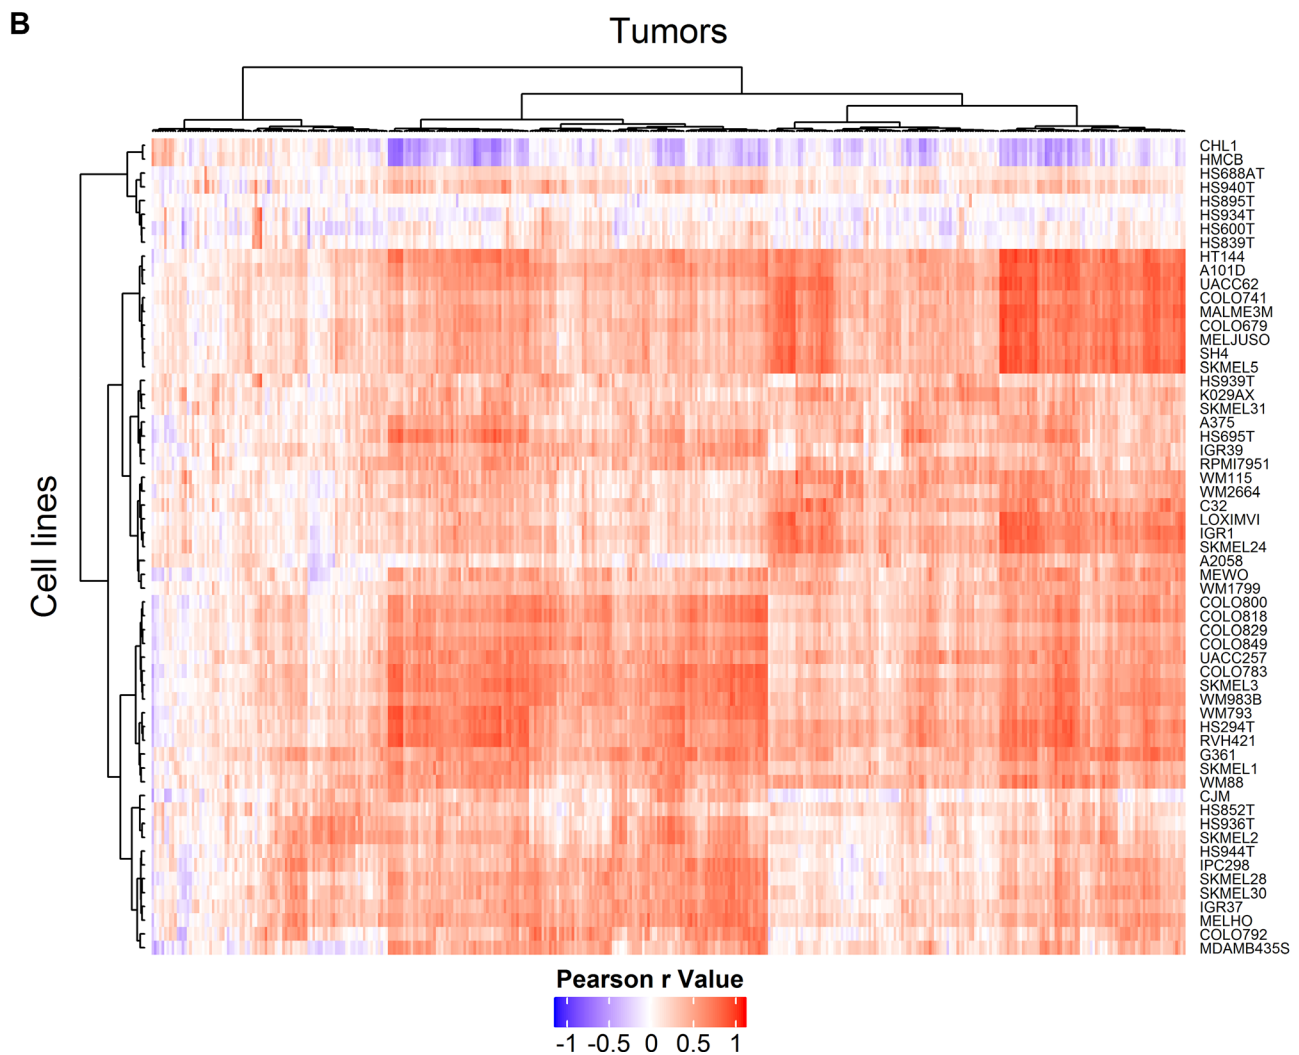 B
Tumors
Cell lines
CHL1
HMCB
HS688AT
HS940T
HS895T
HS934T
HS600T
HS839T
HT144
A101D
UACC62
COLO741
MALME3M
COLO679
MELJUSO
SH4
SKMEL5
HS939T
K029AX
SKMEL31
A375
HS695T
IGR39
RPMI7951
WM115
WM2664
C32
LOXIMVI
IGR1
SKMEL24
A2058
MEWO
WM1799
COLO800
COLO818
COLO829
COLO849
UACC257
COLO783
SKMEL3
WM983B
WM793
HS294T
RVH421
G361
SKMEL1
WM88
CJM
HS852T
HS936T
SKMEL2
HS944T
IPC298
SKMEL28
SKMEL30
IGR37
MELHO
COLO792
MDAMB435S
Pearson r Value
-1 -0.5 0 0.5 1